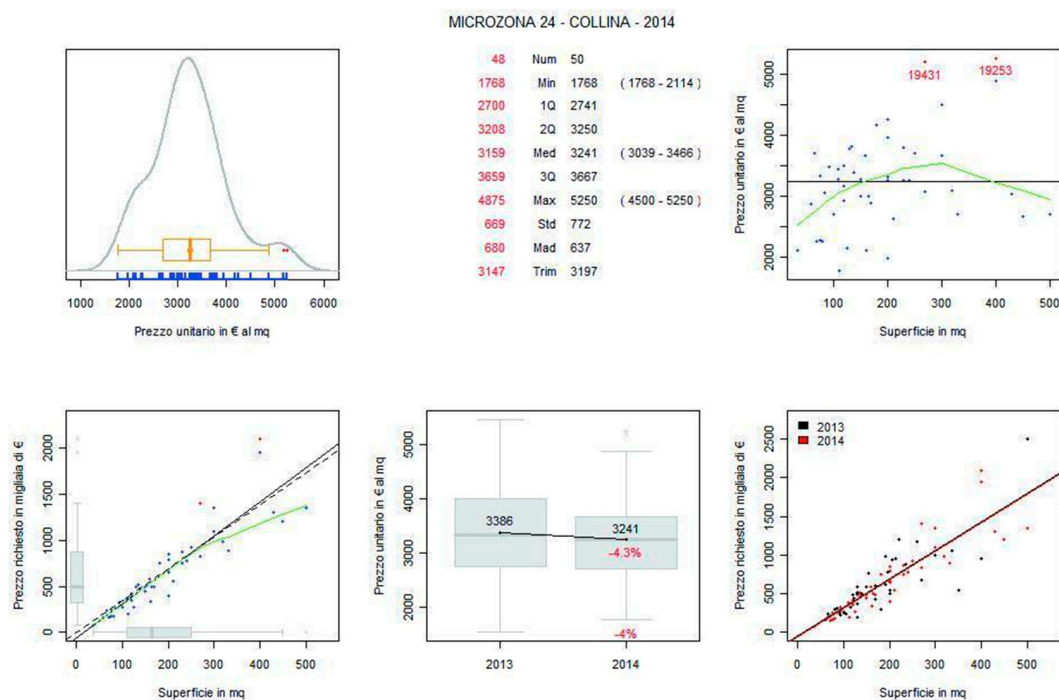 MICROZONA 24 - COLLINA - 2014
1000 2000 3000 4000 5000 6000
Prezzo unitario in € al mq
48 Num 50
1768 Min 1768 ( 1768 - 2114 )
2700 1Q 2741
3208 2Q 3250
3159 Med 3241 ( 3039 - 3466 )
3659 3Q 3667
4875 Max 5250 ( 4500 - 5250 )
669 Std 772
680 Mad 637
3147 Trim 3197
Prezzo unitario in € al mq
2000 3000 4000 5000
19431 19253
100 200 300 400 500
Superficie in mq
Prezzo richiesto in migliaia di €
0 500 1000 1500 2000
0 100 200 300 400 500
Superficie in mq
Prezzo unitario in € al mq
2000 3000 4000 5000
3386 3241
-4.3%
-4%
2013 2014
Prezzo richiesto in migliaia di €
0 500 1000 1500 2500
2013
2014
0 100 200 300 400 500
Superficie in mq